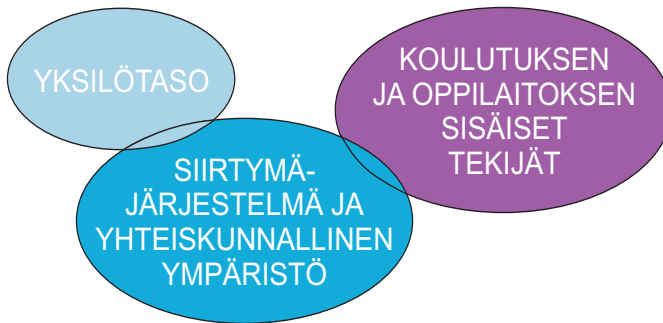 YKSILÖTASO
KOULUTUKSEN
JA OPPILAITOKSEN
SISÄISET
TEKIJÄT
SIIRTYMÄ-
JÄRJESTELMÄ JA
YHTEISKUNNALLINEN
YMPÄRISTÖ